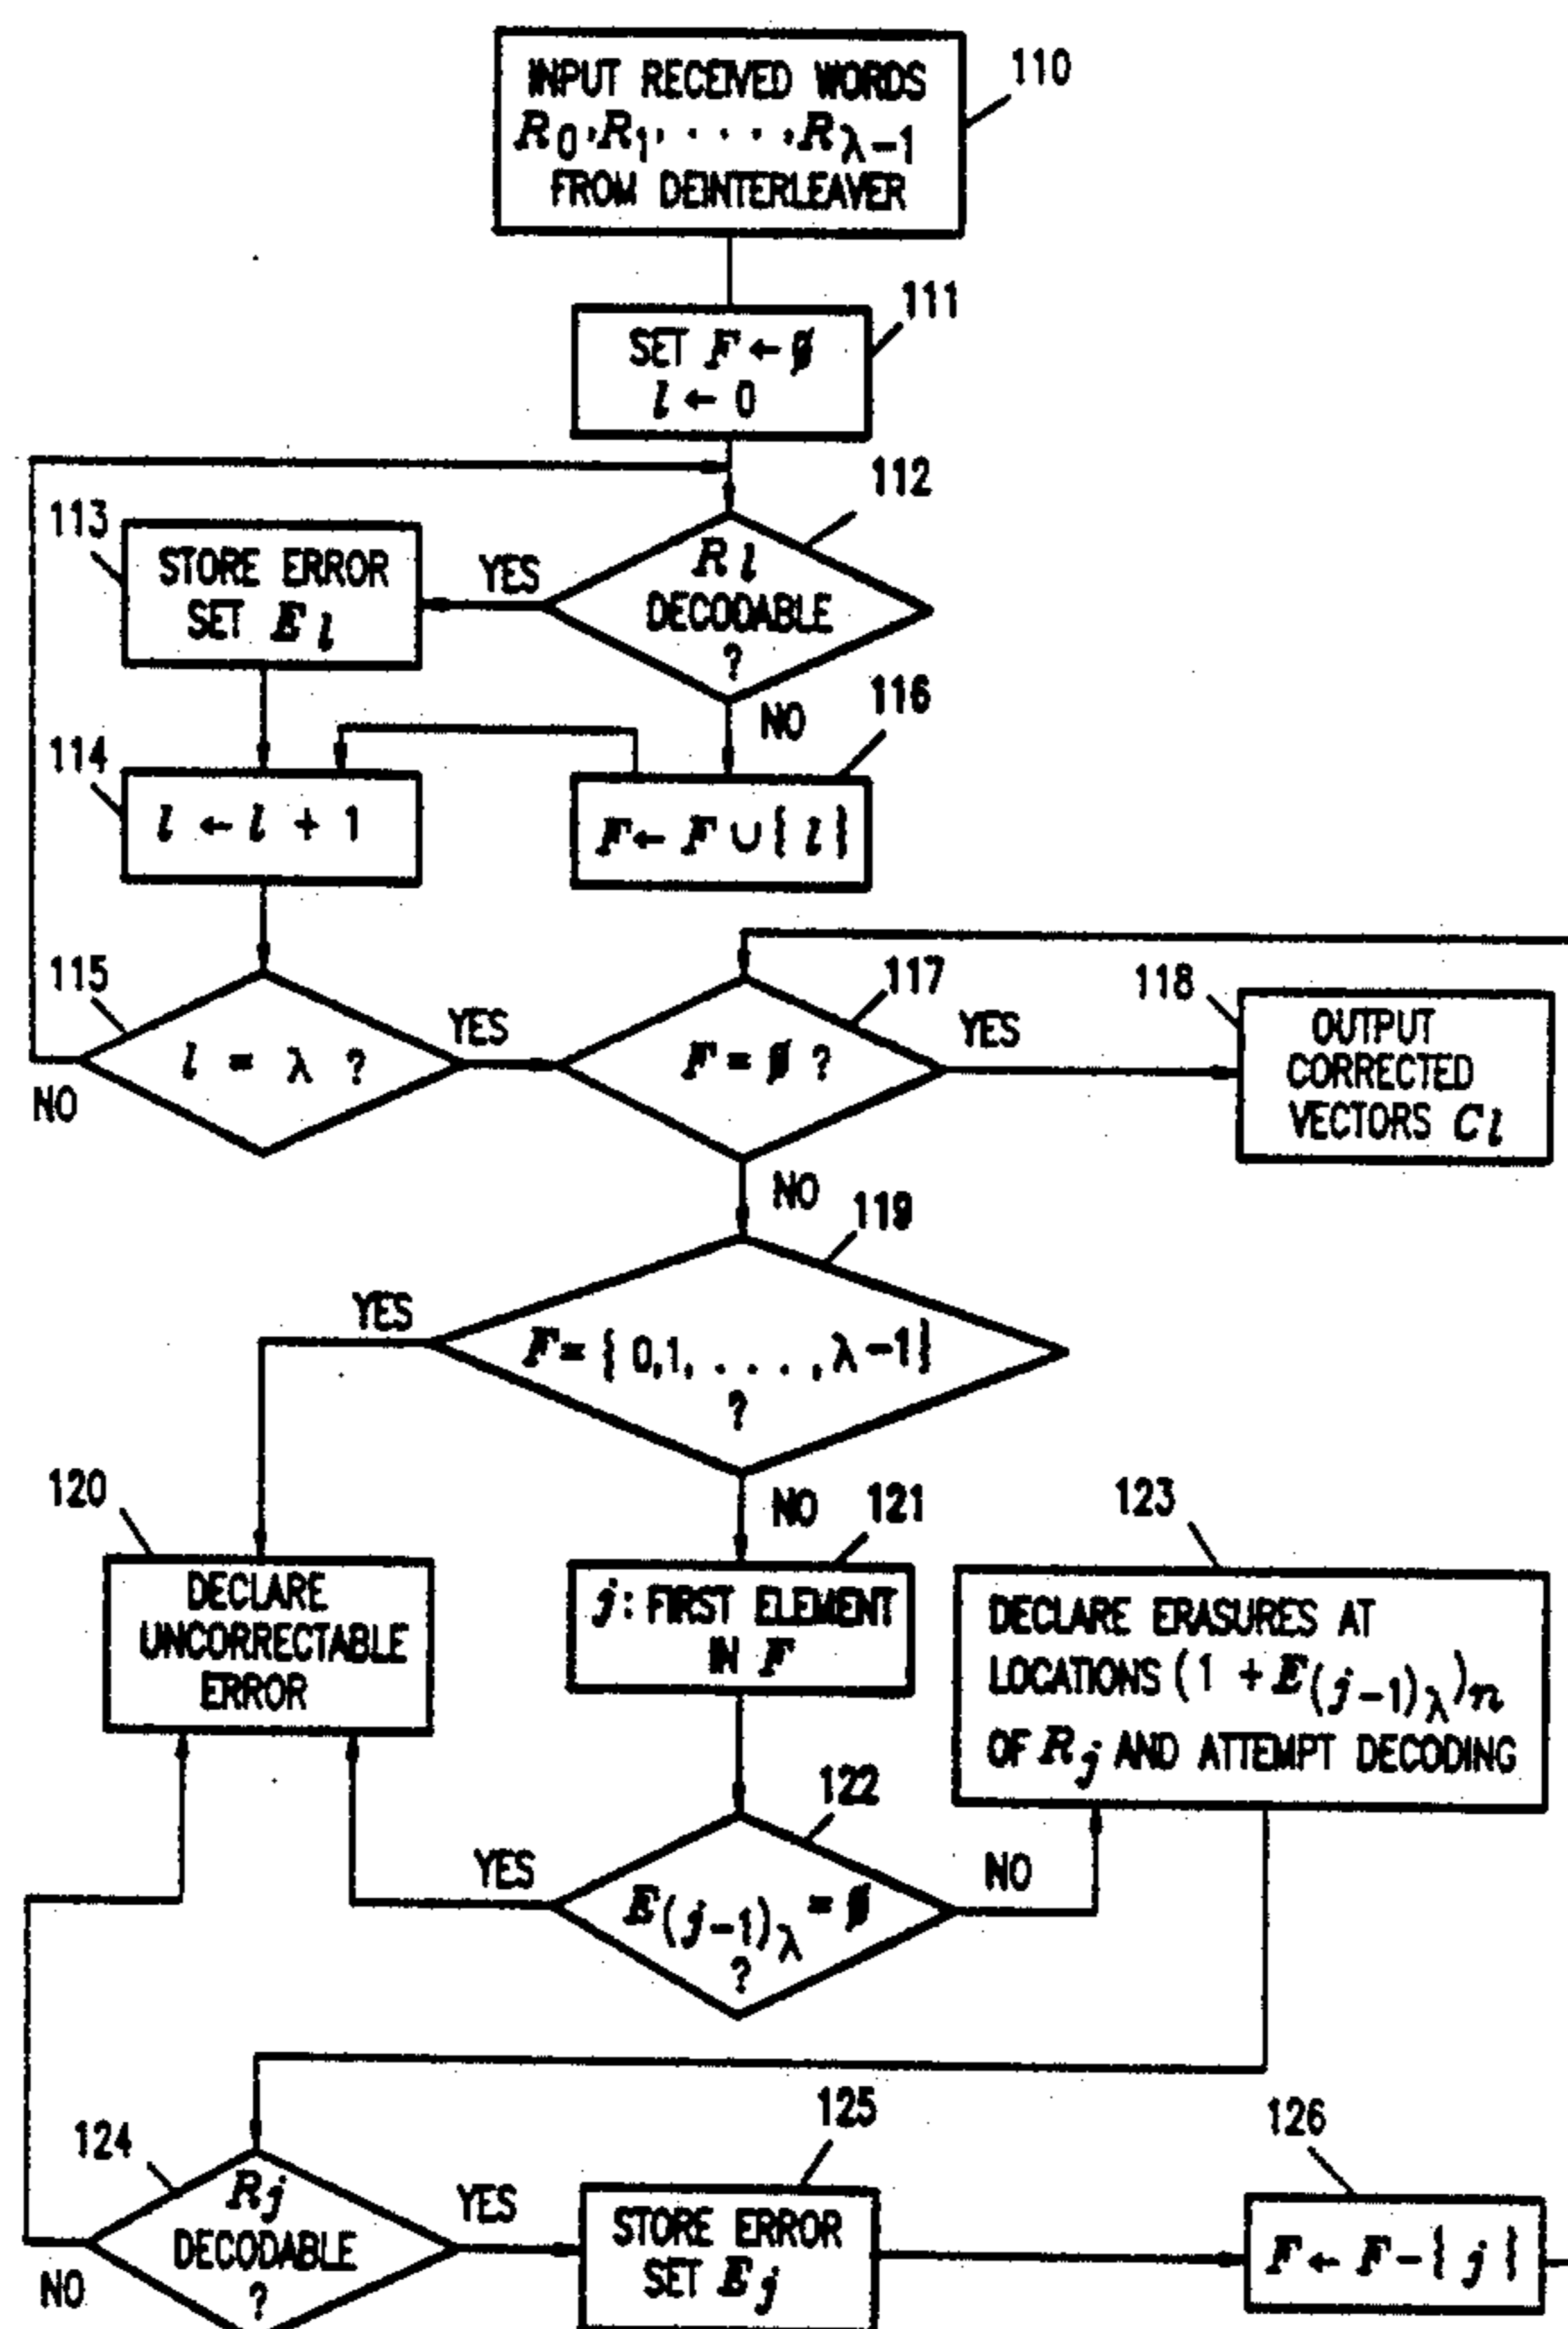 INPUT RECEIVED WORDS
R0,R1, . . . . ,Rλ−1
FROM DEINTERLEAVER
110
SET F ← ∅
l ← 0
111
112
R l
DECODABLE
?
YES
NO
113
STORE ERROR
SET E l
114
l ← l + 1
116
F ← F ∪ { l }
115
l = λ ?
YES
NO
117
F = ∅ ?
YES
NO
118
OUTPUT
CORRECTED
VECTORS C l
119
F = { 0,1, . . . , λ−1 }
?
YES
NO
120
DECLARE
UNCORRECTABLE
ERROR
121
j : FIRST ELEMENT
IN F
123
DECLARE ERASURES AT
LOCATIONS (1 + E(j−1)λ)n
OF Rj AND ATTEMPT DECODING
122
E(j−1)λ = ∅
?
YES
NO
124
Rj
DECODABLE
?
YES
NO
125
STORE ERROR
SET Ej
126
F ← F − { j }